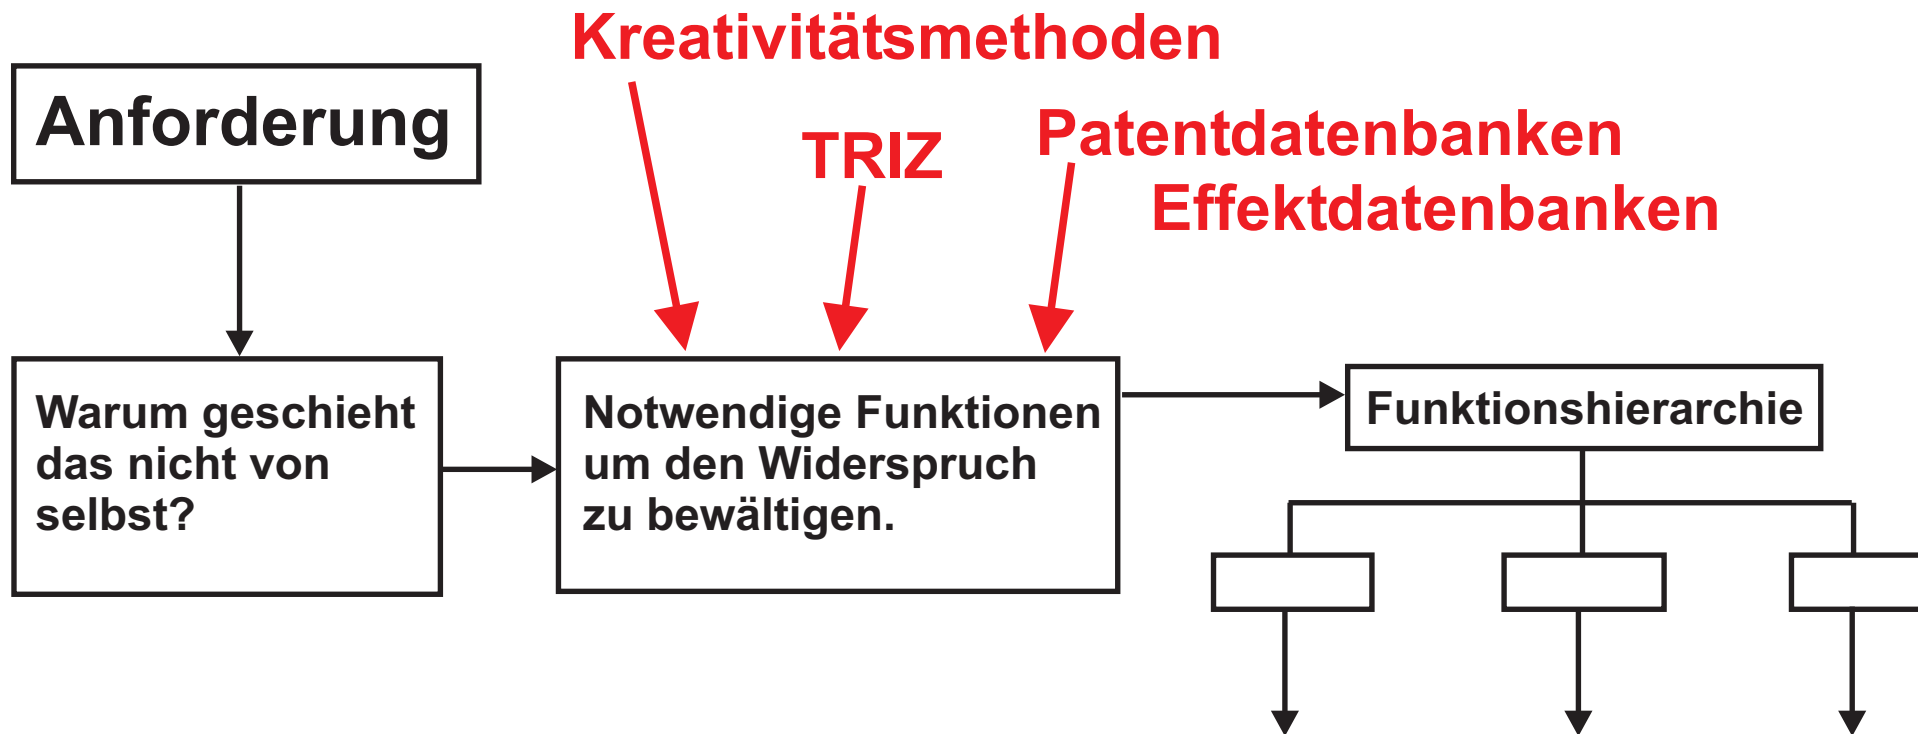 Kreativitätsmethoden
Anforderung
TRIZ
Patentdatenbanken
Effektdatenbanken
Warum geschieht
das nicht von
selbst?
Notwendige Funktionen
um den Widerspruch
zu bewältigen.
Funktionshierarchie